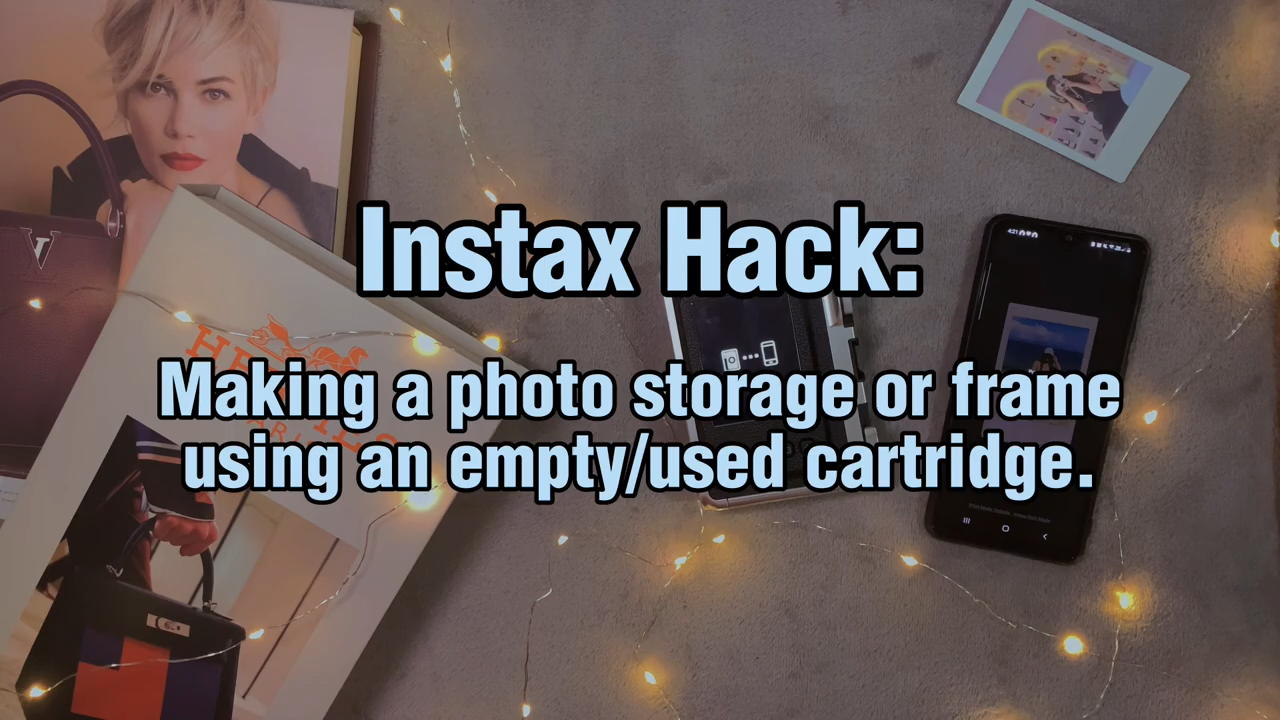 Instax Hack:
Making a photo storage or frame
using an empty/used cartridge.